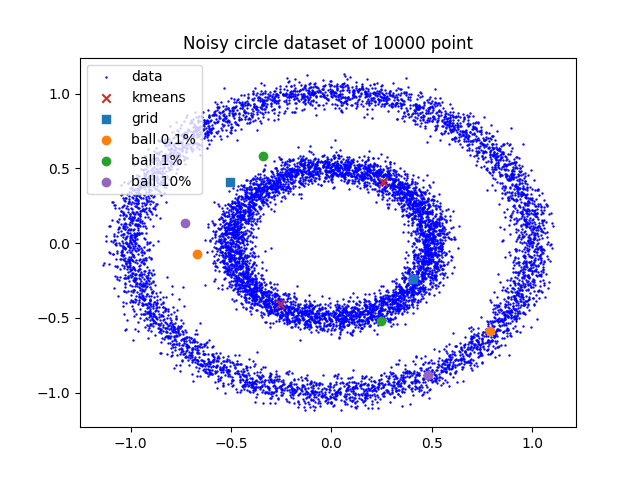 Noisy circle dataset of 10000 point
data
kmeans
grid
ball 0.1%
ball 1%
ball 10%
1.0
0.5
0.0
−0.5
−1.0
−1.0
−0.5
0.0
0.5
1.0